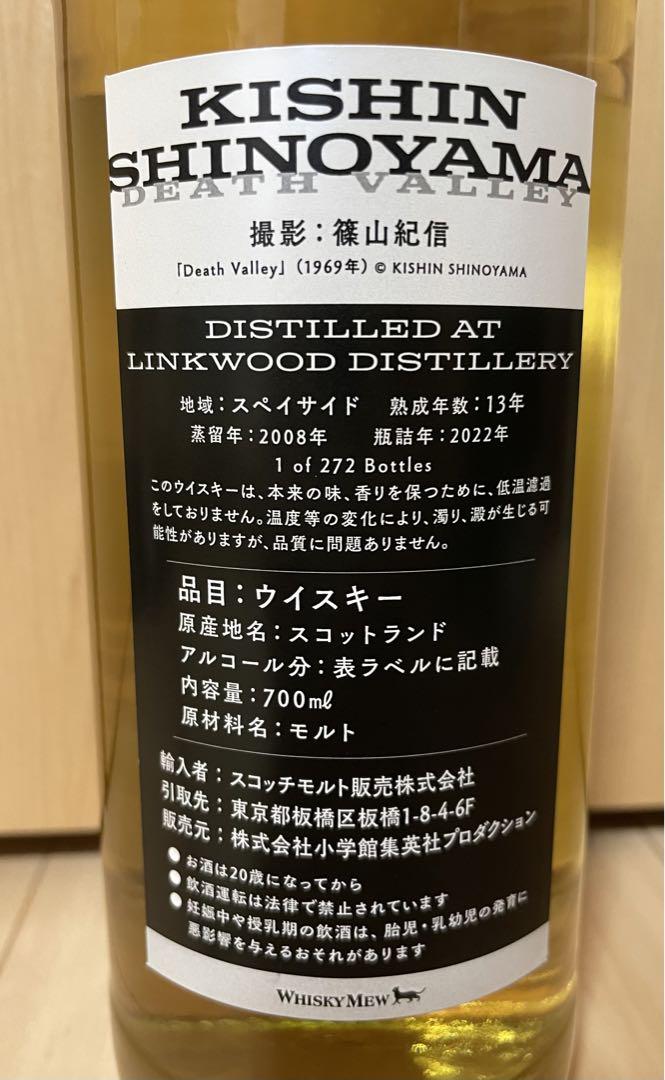 KISHIN
SHINOYAMA
DEATH VALLEY
撮影：篠山紀信
「Death Valley」（1969年）© KISHIN SHINOYAMA
DISTILLED AT
LINKWOOD DISTILLERY
地域：スペイサイド　熟成年数：13年
蒸留年：2008年　瓶詰年：2022年
1 of 272 Bottles
このウイスキーは、本来の味、香りを保つために、低温濾過
をしておりません。温度等の変化により、濁り、澱が生じる可
能性がありますが、品質に問題ありません。
品目：ウイスキー
原産地名：スコットランド
アルコール分：表ラベルに記載
内容量：700㎖
原材料名：モルト
輸入者：スコッチモルト販売株式会社
引取先：東京都板橋区板橋1-8-4-6F
販売元：株式会社小学館集英社プロダクション
●お酒は20歳になってから
●飲酒運転は法律で禁止されています
●妊娠中や授乳期の飲酒は、胎児・乳幼児の発育に
悪影響を与えるおそれがあります
WHISKY MEW